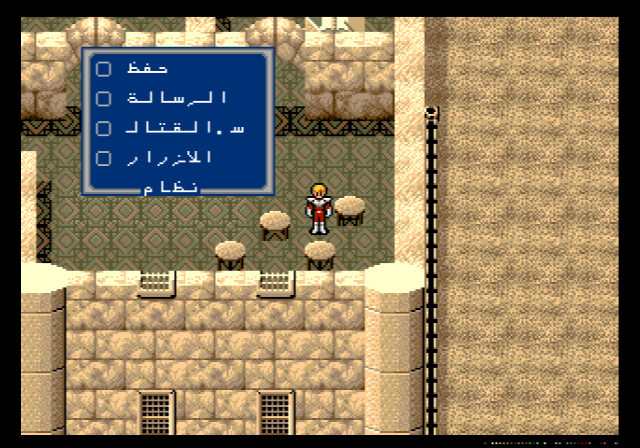 حفظ
الرسالة
س.القتال
الازرار
نظام